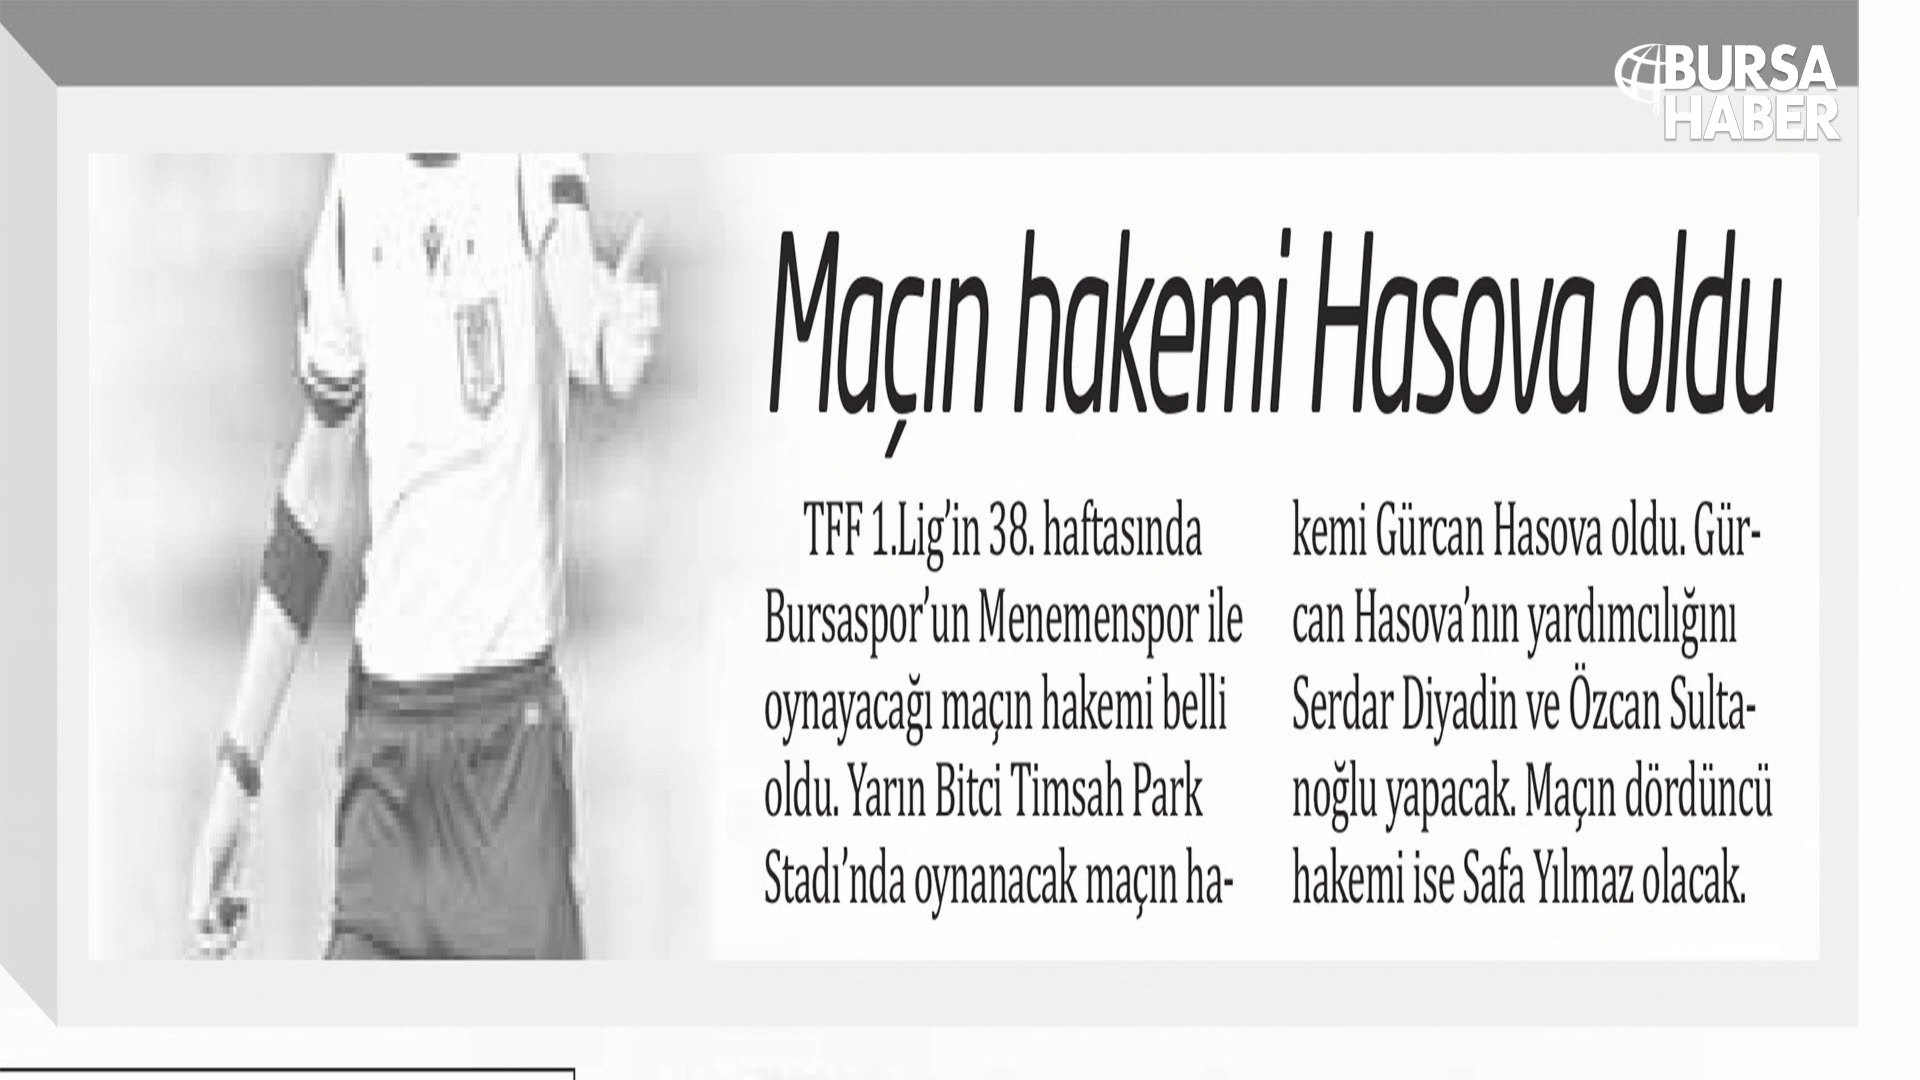 BURSA
HABER
Maçın hakemi Hasova oldu
TFF 1.Lig’in 38. haftasında
Bursaspor’un Menemenspor ile
oynayacağı maçın hakemi belli
oldu. Yarın Bitci Timsah Park
Stadı’nda oynanacak maçın ha-
kemi Gürcan Hasova oldu. Gür-
can Hasova’nın yardımcılığını
Serdar Diyadin ve Özcan Sulta-
noğlu yapacak. Maçın dördüncü
hakemi ise Safa Yılmaz olacak.